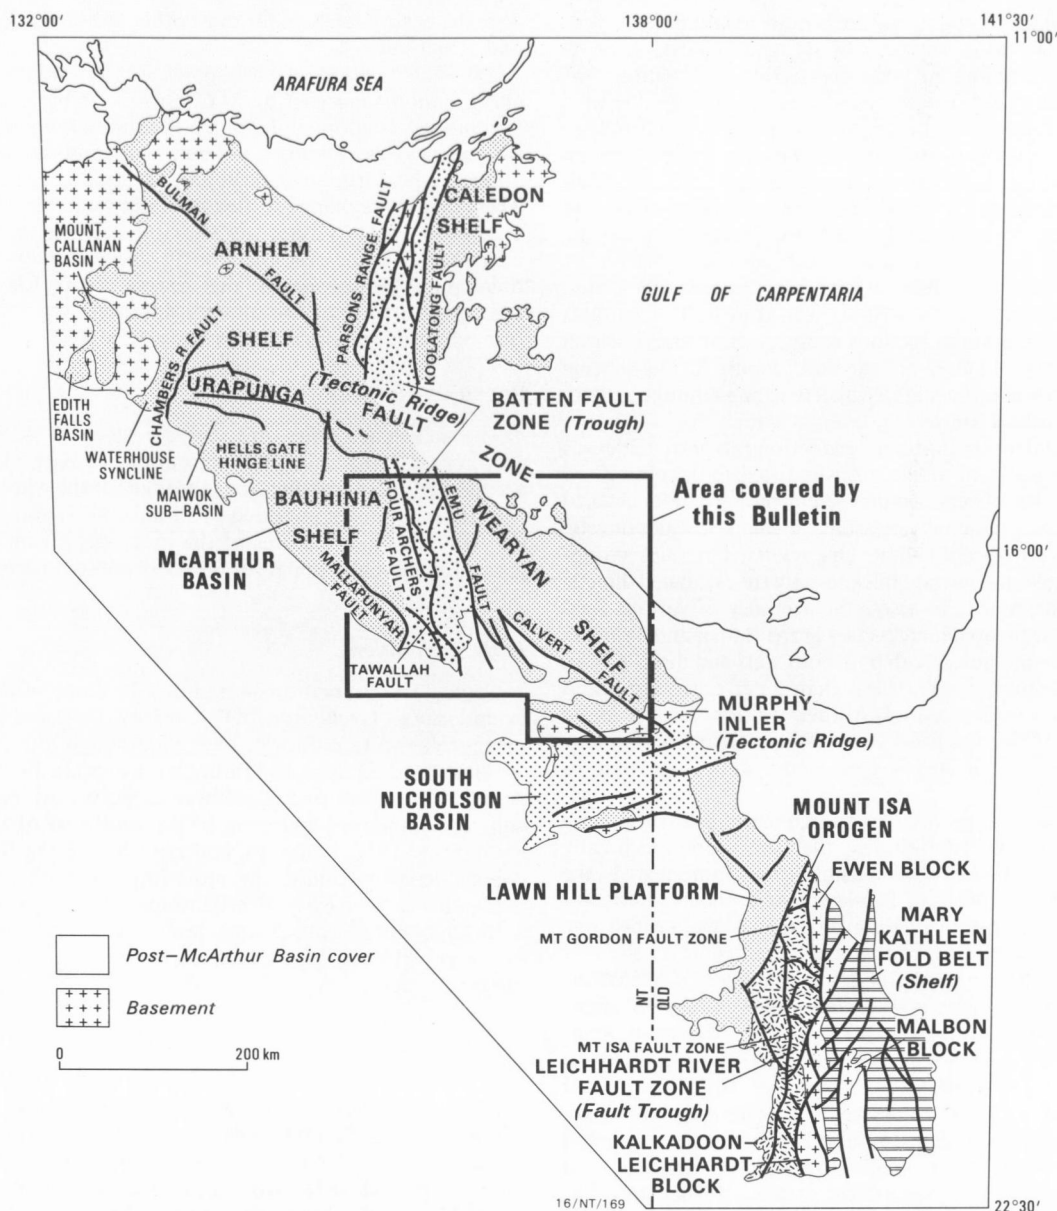 132°00'
138°00'
141°30'
11°00'
ARAFURA SEA
BULMAN
MOUNT
CALLANAN
BASIN
ARNHEM
FAULT
SHELF
PARSONS RANGE FAULT
KOOLATONG FAULT
CALEDON
SHELF
GULF OF CARPENTARIA
CHAMBERS R FAULT
EDITH
FALLS
BASIN
URAPUNGA
(Tectonic Ridge)
FAULT
ZONE
BATTEN FAULT
ZONE (Trough)
WATERHOUSE
SYNCLINE
HELLS GATE
HINGE LINE
MAIWOK
SUB-BASIN
BAUHINIA
SHELF
McARTHUR
BASIN
MALLAPUNYAH
FAULT
FOUR ARCHERS
FAULT
EMU
FAULT
WEARYAN
SHELF
CALVERT
FAULT
TAWALLAH
FAULT
Area covered by
this Bulletin
16°00'
MURPHY
INLIER
(Tectonic Ridge)
SOUTH
NICHOLSON
BASIN
MOUNT ISA
OROGEN
EWEN BLOCK
LAWN HILL PLATFORM
MT GORDON FAULT ZONE
MARY
KATHLEEN
FOLD BELT
(Shelf)
NT
QLD
MT ISA FAULT ZONE
MALBON
BLOCK
LEICHHARDT RIVER
FAULT ZONE
(Fault Trough)
KALKADOON
LEICHHARDT
BLOCK
Post-McArthur Basin cover
Basement
0
200 km
16/NT/169
22°30'